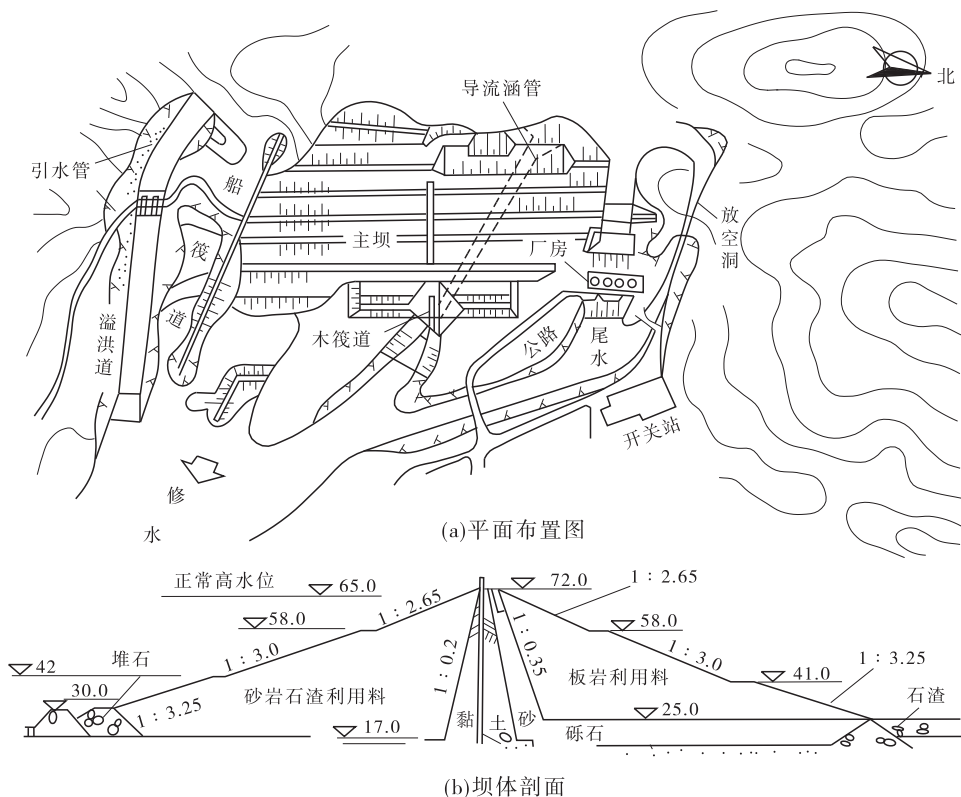 北
导流涵管
引水管
船
筏
道
放空洞
主坝
厂房
溢洪道
木筏道
公路
尾水
开关站
修
水
(a)平面布置图
正常高水位
65.0
72.0
1：2.65
58.0
1：2.65
58.0
42
堆石
1：3.0
1：0.2
1：0.35
1：3.0
41.0
1：3.25
30.0
1：3.25
砂岩石渣利用料
板岩利用料
石渣
17.0
黏
土
砂
25.0
砾石
(b)坝体剖面